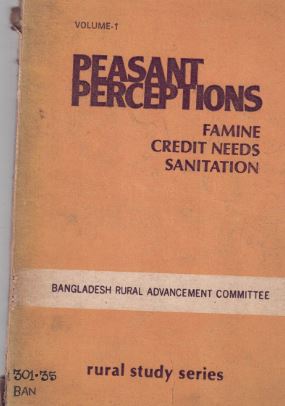 VOLUME-1
PEASANT
PERCEPTIONS
FAMINE
CREDIT NEEDS
SANITATION
BANGLADESH RURAL ADVANCEMENT COMMITTEE
301.35
BAN
rural study series